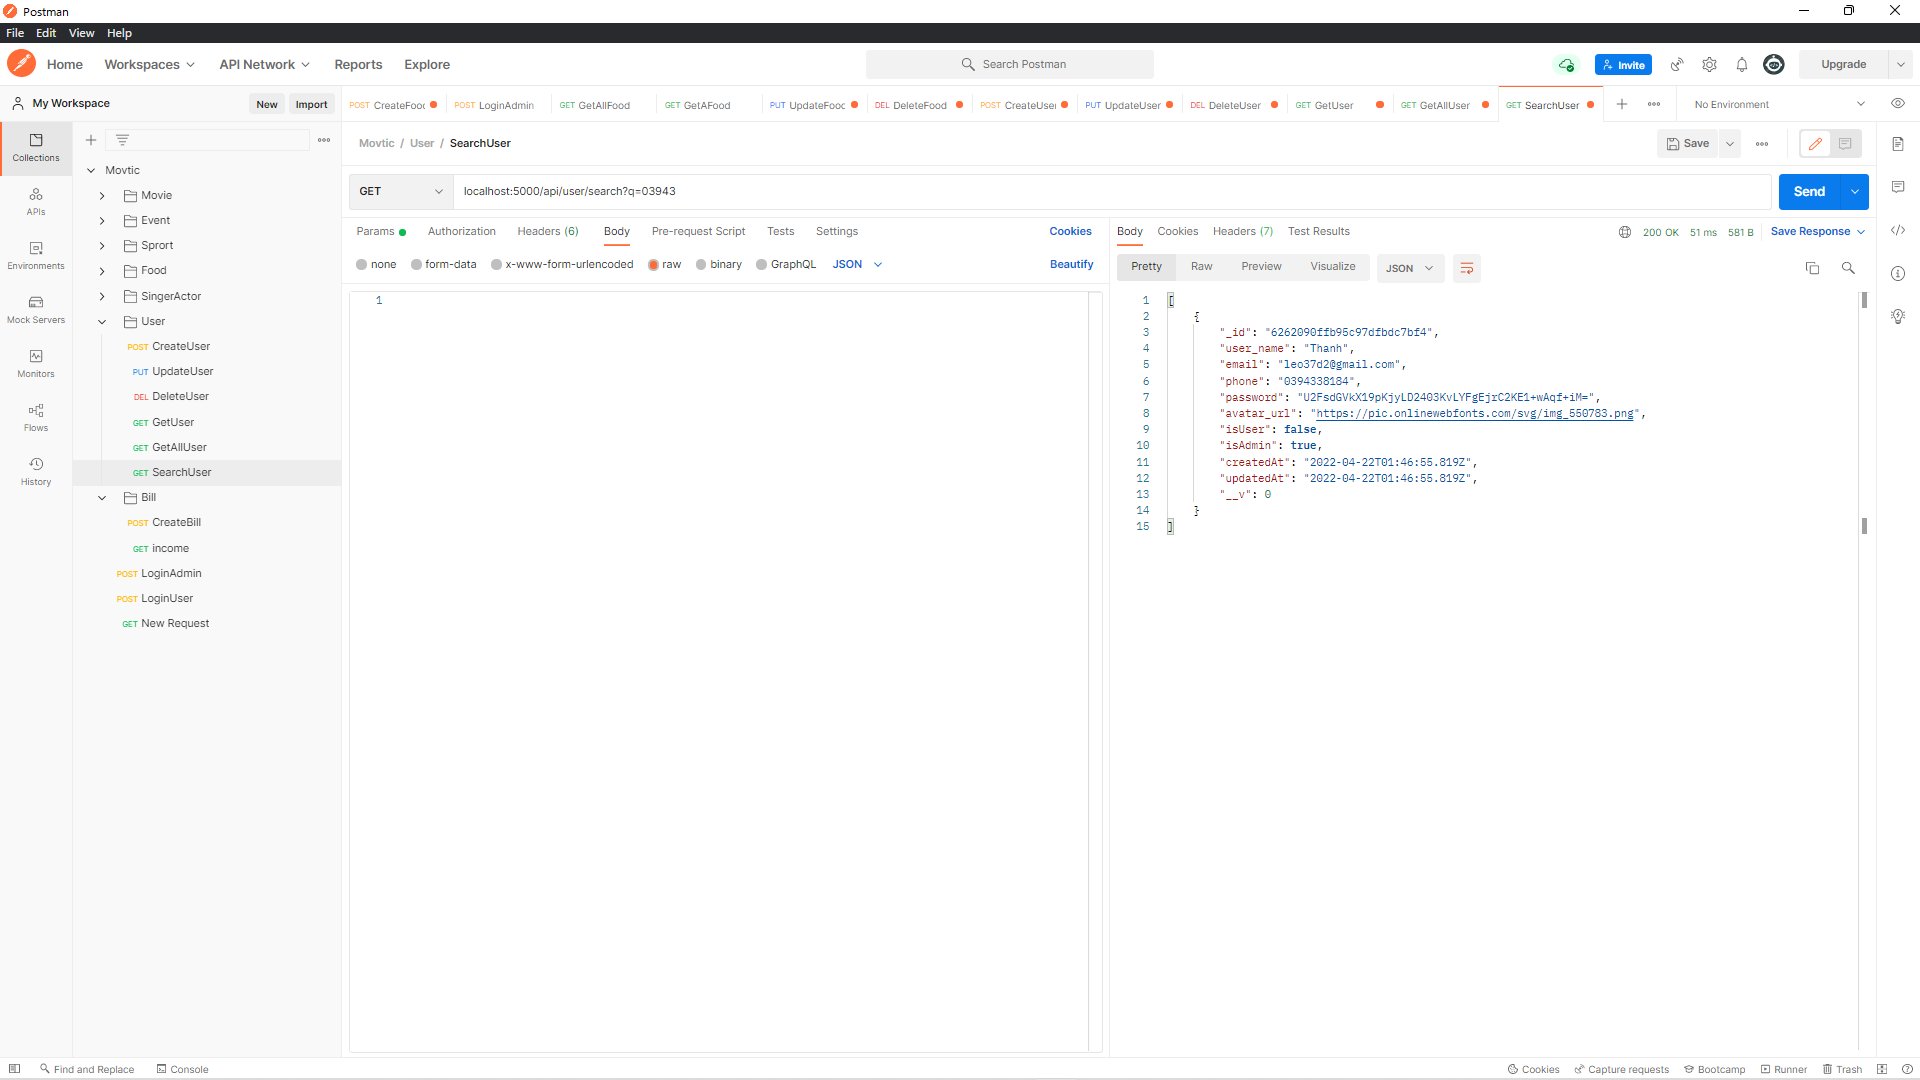 Postman
File Edit View Help
Home Workspaces API Network Reports Explore Search Postman Invite Upgrade
My Workspace New Import
POST CreateFood POST LoginAdmin GET GetAllFood GET GetAFood PUT UpdateFood DEL DeleteFood POST CreateUser PUT UpdateUser DEL DeleteUser GET GetUser GET GetAllUser GET SearchUser No Environment
Collections
APIs
Environments
Mock Servers
Monitors
Flows
History
Movtic
Movie
Event
Sprort
Food
SingerActor
User
POST CreateUser
PUT UpdateUser
DEL DeleteUser
GET GetUser
GET GetAllUser
GET SearchUser
Bill
POST CreateBill
GET income
POST LoginAdmin
POST LoginUser
GET New Request
Movtic / User / SearchUser Save
GET localhost:5000/api/user/search?q=03943 Send
Params Authorization Headers (6) Body Pre-request Script Tests Settings Cookies
none form-data x-www-form-urlencoded raw binary GraphQL JSON Beautify
1
Body Cookies Headers (7) Test Results 200 OK 51 ms 581 B Save Response
Pretty Raw Preview Visualize JSON
1 [
2 {
3 "_id": "6262090ffb95c97dfbdc7bf4",
4 "user_name": "Thanh",
5 "email": "leo37d2@gmail.com",
6 "phone": "0394338184",
7 "password": "U2FsdGVkX19pKjyLD2403KvLYFgEjrC2KE1+wAqf+iM=",
8 "avatar_url": "https://pic.onlinewebfonts.com/svg/img_550783.png",
9 "isUser": false,
10 "isAdmin": true,
11 "createdAt": "2022-04-22T01:46:55.819Z",
12 "updatedAt": "2022-04-22T01:46:55.819Z",
13 "__v": 0
14 }
15 ]
Find and Replace Console Cookies Capture requests Bootcamp Runner Trash